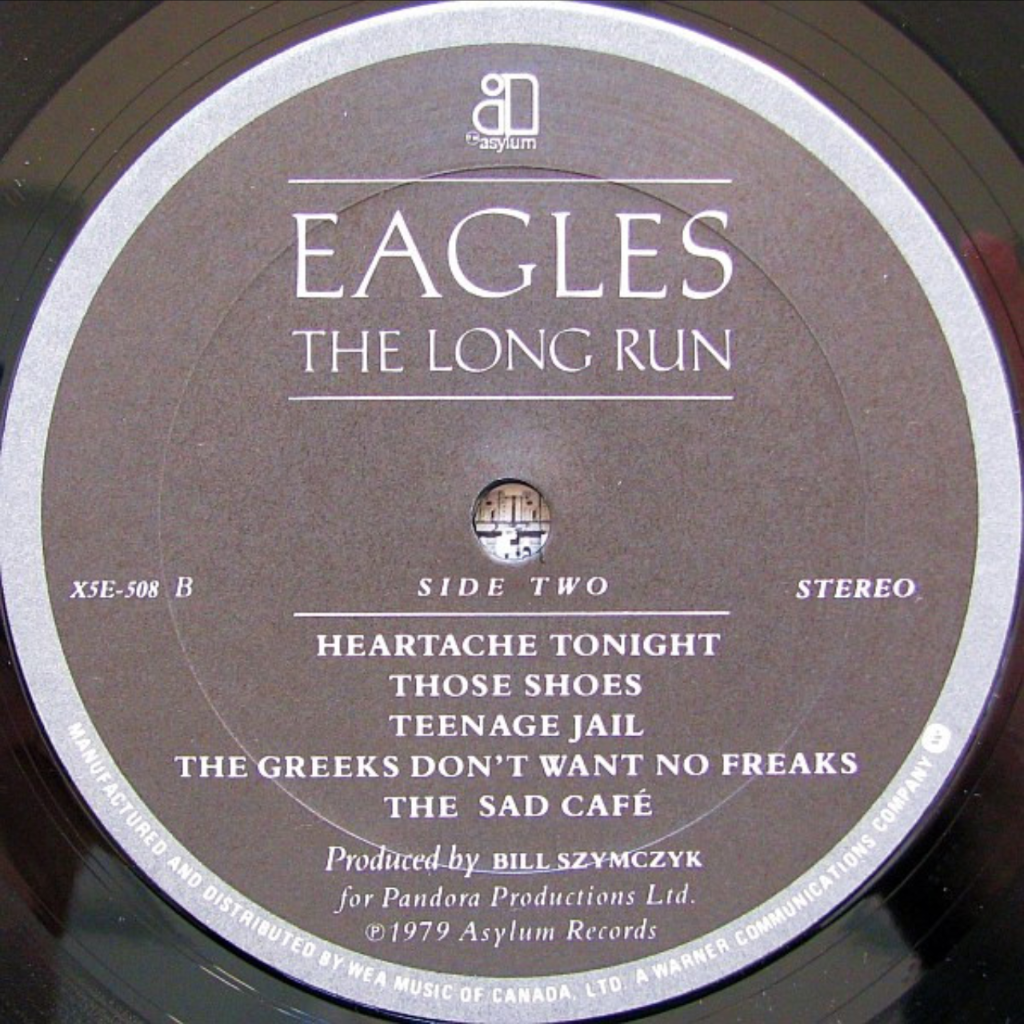 asylum
EAGLES
THE LONG RUN
X5E-508 B
SIDE TWO
STEREO
HEARTACHE TONIGHT
THOSE SHOES
TEENAGE JAIL
THE GREEKS DON'T WANT NO FREAKS
THE SAD CAFÉ
Produced by BILL SZYMCZYK
for Pandora Productions Ltd.
℗1979 Asylum Records
MANUFACTURED AND DISTRIBUTED BY WEA MUSIC OF CANADA, LTD. A WARNER COMMUNICATIONS COMPANY